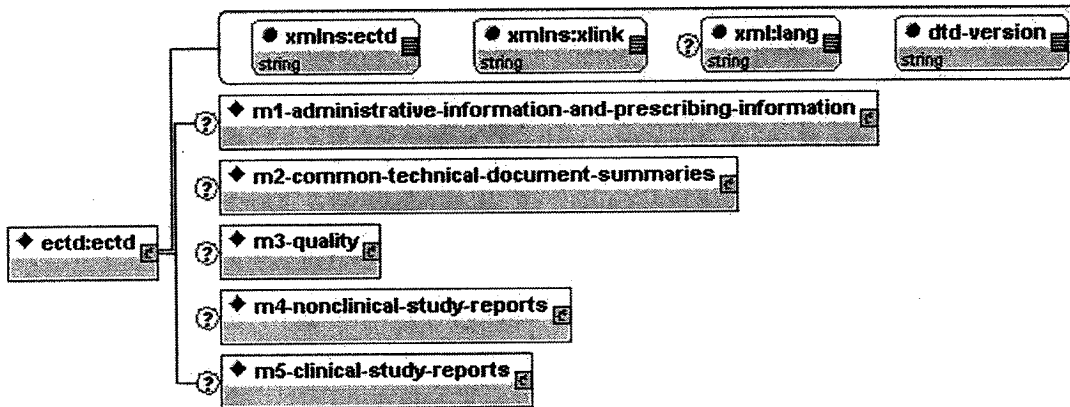 xmlns:ectd xmlns:xlink ? xml:lang dtd-version
string string string string
? m1-administrative-information-and-prescribing-information
? m2-common-technical-document-summaries
ectd:ectd ? m3-quality
? m4-nonclinical-study-reports
? m5-clinical-study-reports